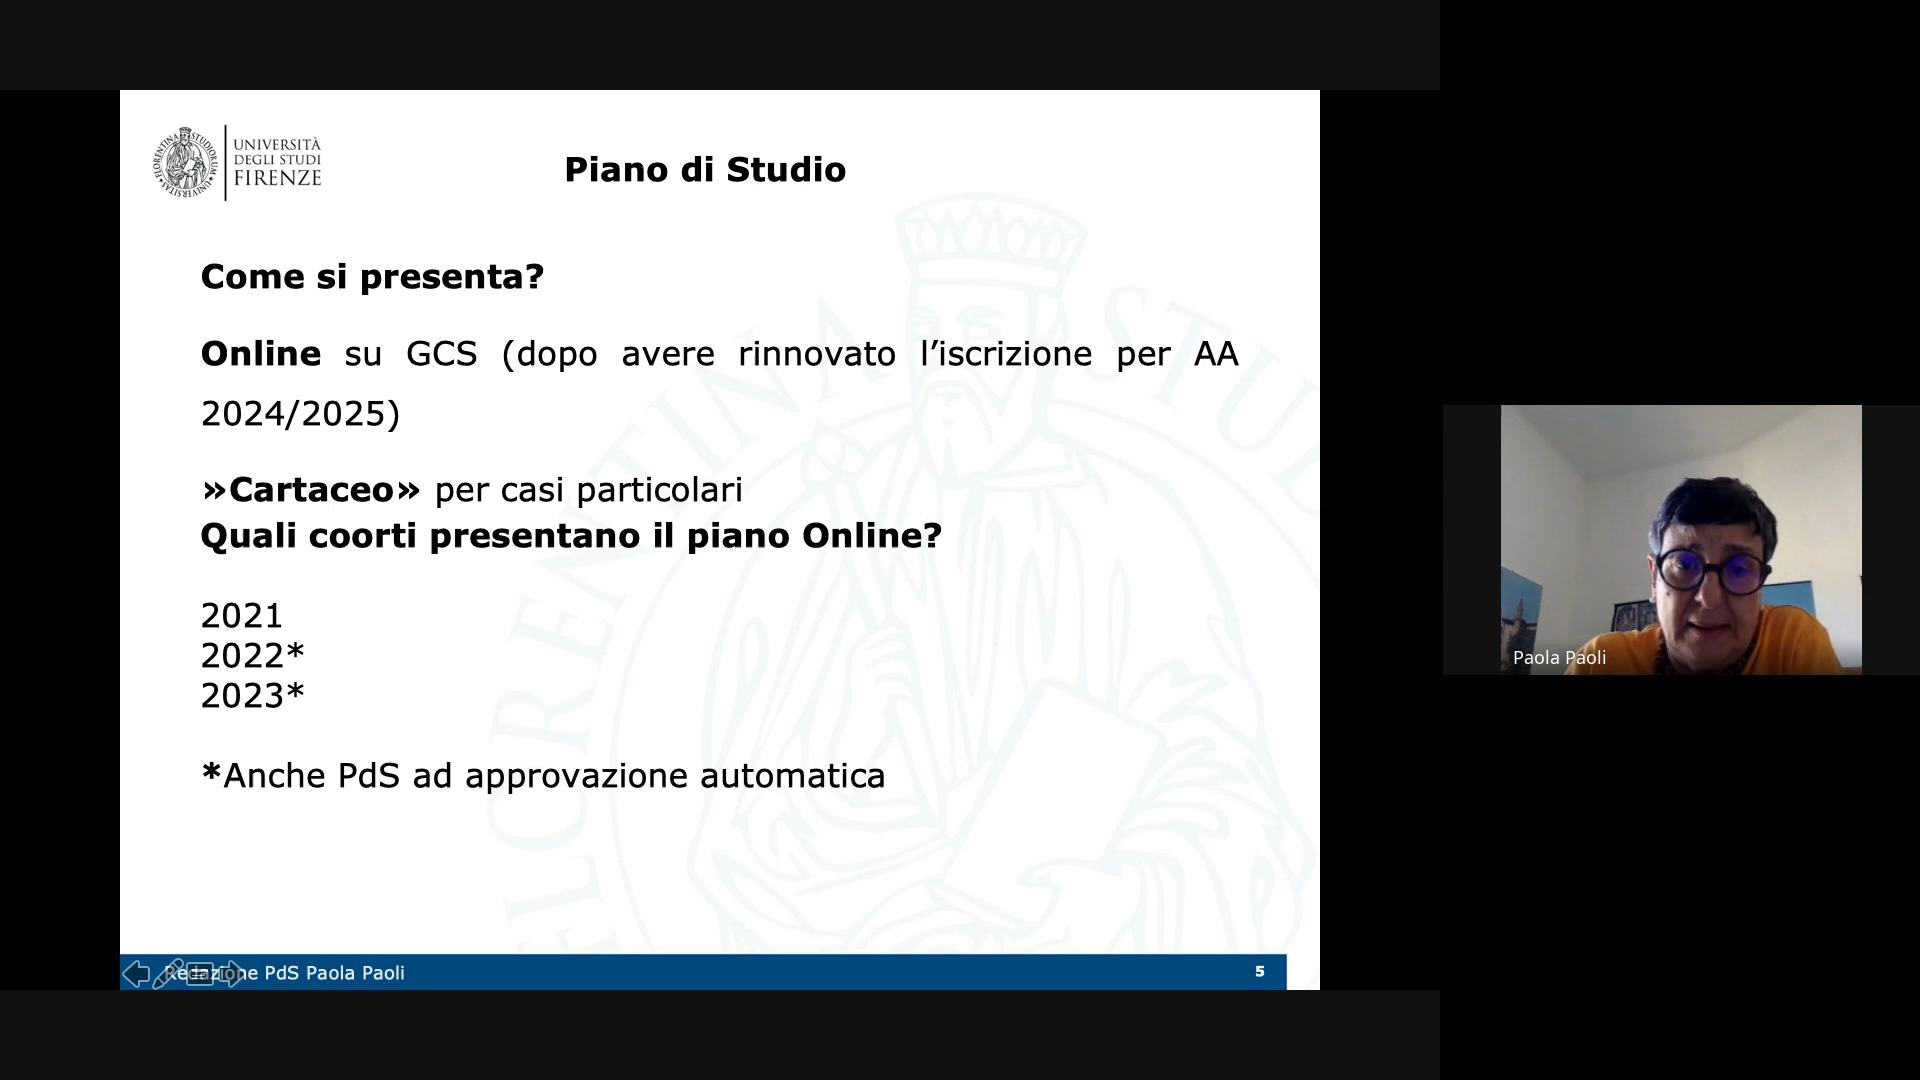 UNIVERSITÀ
DEGLI STUDI
FIRENZE
Piano di Studio
Come si presenta?
Online su GCS (dopo avere rinnovato l’iscrizione per AA
2024/2025)
»Cartaceo» per casi particolari
Quali coorti presentano il piano Online?
2021
2022*
2023*
*Anche PdS ad approvazione automatica
Redazione PdS Paola Paoli
5
Paola Paoli